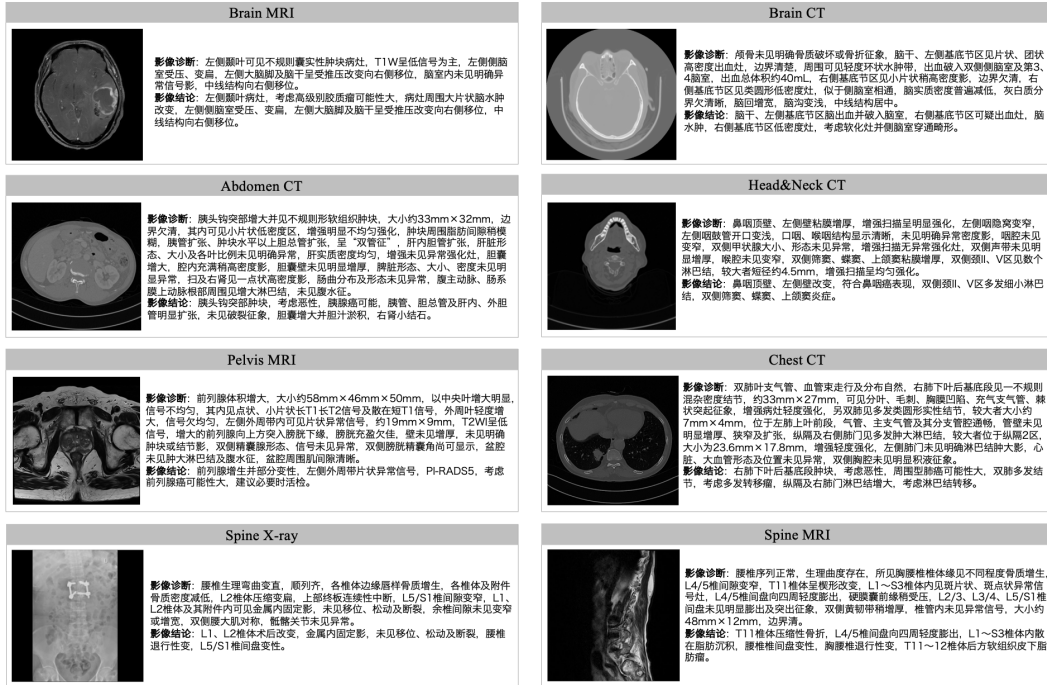 Brain MRI
影像诊断：左侧颞叶可见不规则囊实性肿块病灶，T1W呈低信号为主，左侧侧脑
室受压、变扁，左侧大脑脚及脑干呈受推压改变向右侧移位，脑室内未见明确异
常信号影，中线结构向右侧移位。
影像结论：左侧颞叶病灶，考虑高级别胶质瘤可能性大，病灶周围大片状脑水肿
改变，左侧侧脑室受压、变扁，左侧大脑脚及脑干呈受推压改变向右侧移位，中
线结构向右侧移位。
Brain CT
影像诊断：颅骨未见明确骨质破坏或骨折征象，脑干、左侧基底节区见片状、团状
高密度出血灶，边界清楚，周围可见轻度环状水肿带，出血破入双侧侧脑室及第3、
4脑室，出血总体积约40mL，右侧基底节区见小片状稍高密度影，边界欠清，右
侧基底节区见类圆形低密度灶，似于侧脑室相通，脑实质密度普遍减低，灰白质分
界欠清晰，脑回增宽，脑沟变浅，中线结构居中。
影像结论：脑干、左侧基底节区脑出血并破入脑室，右侧基底节区可疑出血灶，脑
水肿，右侧基底节区低密度灶，考虑软化灶并侧脑室穿通畸形。
Abdomen CT
影像诊断：胰头钩突部增大并见不规则形软组织肿块，大小约33mm×32mm，边
界欠清，其内可见小片状低密度区，增强明显不均匀强化，肿块周围脂肪间隙稍模
糊，胰管扩张、肿块水平以上胆总管扩张，呈“双管征”，肝内胆管扩张，肝脏形
态、大小及各叶比例未见明确异常，肝实质密度均匀，增强未见异常强化灶，胆囊
增大，腔内充满稍高密度影，胆囊壁未见明显增厚，脾脏形态、大小、密度未见明
显异常，扫及右肾见一点状高密度影，肠曲分布及形态未见异常，腹主动脉、肠系
膜上动脉根部周围见增大淋巴结，未见腹水征。
影像结论：胰头钩突部肿块，考虑恶性，胰腺癌可能，胰管、胆总管及肝内、外胆
管明显扩张，未见破裂征象，胆囊增大并胆汁淤积，右肾小结石。
Head&Neck CT
影像诊断：鼻咽顶壁、左侧壁粘膜增厚，增强扫描呈明显强化，左侧咽隐窝变窄，
左侧咽鼓管开口变浅，口咽、喉咽结构显示清晰，未见明确异常密度影，咽腔未见
变窄，双侧甲状腺大小、形态未见异常，增强扫描无异常强化灶，双侧声带未见明
显增厚，喉腔未见变窄，双侧筛窦、蝶窦、上颌窦粘膜增厚，双侧颈II、V区见数个
淋巴结，较大者短径约4.5mm，增强扫描呈均匀强化。
影像结论：鼻咽顶壁、左侧壁改变，符合鼻咽癌表现，双侧颈II、V区多发细小淋巴
结，双侧筛窦、蝶窦、上颌窦炎症。
Pelvis MRI
影像诊断：前列腺体积增大，大小约58mm×46mm×50mm，以中央叶增大明显，
信号不均匀，其内见点状、小片状长T1长T2信号及散在短T1信号，外周叶轻度增
大，信号欠均匀，左侧外周带内可见片状异常信号，约19mm×9mm，T2WI呈低
信号，增大的前列腺向上方突入膀胱下缘，膀胱充盈欠佳，壁未见增厚，未见明确
肿块或结节影，双侧精囊腺形态、信号未见异常，双侧膀胱精囊角尚可显示，盆腔
未见肿大淋巴结及腹水征，盆腔周围肌间隙清晰。
影像结论：前列腺增生并部分变性，左侧外周带片状异常信号，PI-RADS5，考虑
前列腺癌可能性大，建议必要时活检。
Chest CT
影像诊断：双肺叶支气管、血管束走行及分布自然，右肺下叶后基底段见一不规则
混杂密度结节，约33mm×27mm，可见分叶、毛刺、胸膜凹陷、充气支气管、棘
状突起征象，增强病灶轻度强化，另双肺见多发类圆形实性结节，较大者大小约
7mm×4mm，位于左肺上叶前段，气管、主支气管及其分支管腔通畅，管壁未见
明显增厚、狭窄及扩张，纵隔及右侧肺门见多发肿大淋巴结，较大者位于纵隔2区，
大小为23.6mm×17.8mm，增强轻度强化，左侧肺门未见明确淋巴结肿大影，心
脏、大血管形态及位置未见异常，双侧胸腔未见明显积液征象。
影像结论：右肺下叶后基底段肿块，考虑恶性，周围型肺癌可能性大，双肺多发结
节，考虑多发转移瘤，纵隔及右肺门淋巴结增大，考虑淋巴结转移。
Spine X-ray
影像诊断：腰椎生理弯曲变直，顺列齐，各椎体边缘唇样骨质增生，各椎体及附件
骨质密度减低，L2椎体压缩变扁，上部终板连续性中断，L5/S1椎间隙变窄，L1、
L2椎体及其附件内可见金属内固定影，未见移位、松动及断裂，余椎间隙未见变窄
或增宽，双侧腰大肌对称，骶髂关节未见异常。
影像结论：L1、L2椎体术后改变，金属内固定影，未见移位、松动及断裂，腰椎
退行性变，L5/S1椎间盘变性。
Spine MRI
影像诊断：腰椎序列正常，生理曲度存在，所见胸腰椎椎体缘见不同程度骨质增生，
L4/5椎间隙变窄，T11椎体呈楔形改变，L1～S3椎体内见斑片状、斑点状异常信
号灶，L4/5椎间盘向四周轻度膨出，硬膜囊前缘稍受压，L2/3、L3/4、L5/S1椎
间盘未见明显膨出及突出征象，双侧黄韧带稍增厚，椎管内未见异常信号，大小约
48mm×12mm，边界清。
影像结论：T11椎体压缩性骨折，L4/5椎间盘向四周轻度膨出，L1～S3椎体内散
在脂肪沉积，腰椎椎间盘变性，胸腰椎退行性变，T11～12椎体后方软组织皮下脂
肪瘤。